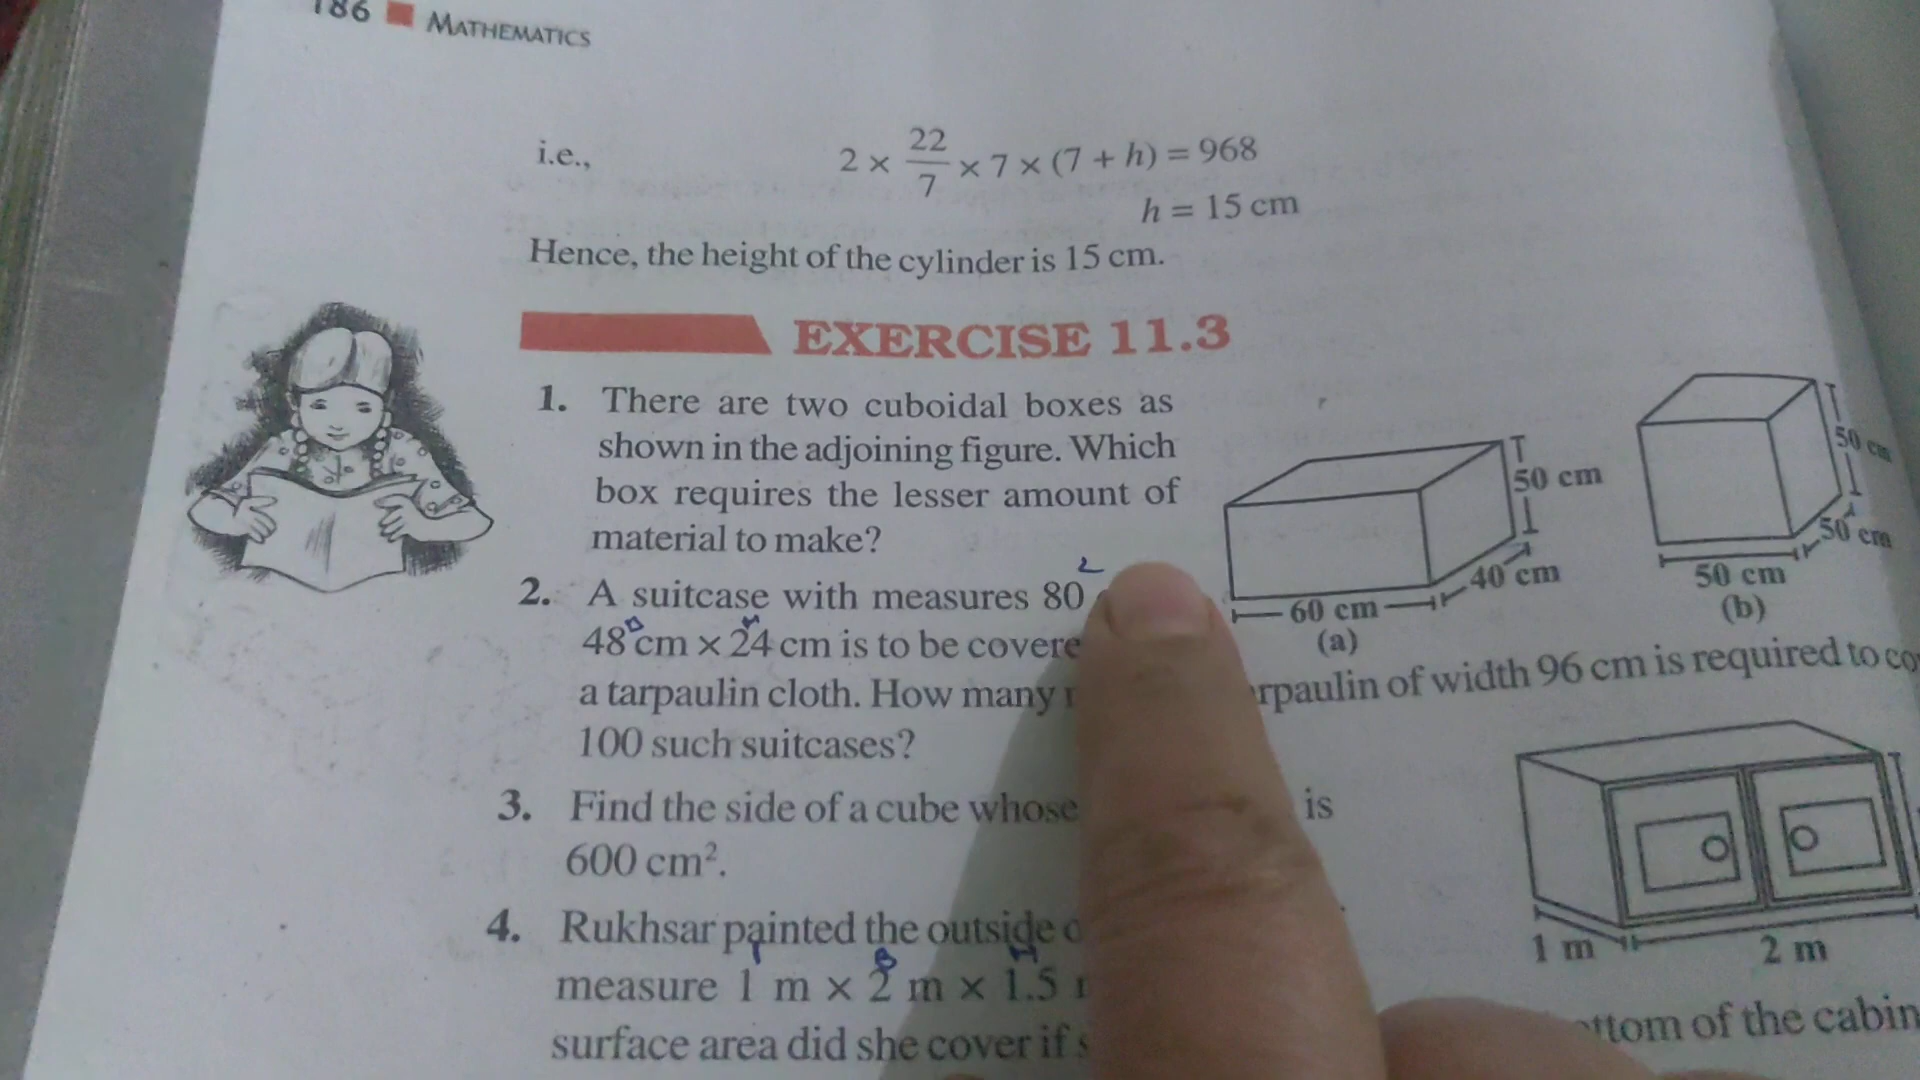 186 MATHEMATICS
i.e., 2 × 22/7 × 7 × (7 + h) = 968
h = 15 cm
Hence, the height of the cylinder is 15 cm.
EXERCISE 11.3
1. There are two cuboidal boxes as
shown in the adjoining figure. Which
box requires the lesser amount of
material to make?
50 cm
40 cm
60 cm
(a)
50 cm
50 cm
50 cm
(b)
2. A suitcase with measures 80
48 cm × 24 cm is to be
a tarpaulin cloth. How many of width 96 cm is required to
100 such suitcases?
3. Find the side of a cube whose is
600 cm².
4. Rukhsar painted the outside
measure 1 m × 2 m × 1.5
surface area did she cover if of the
1 m
2 m